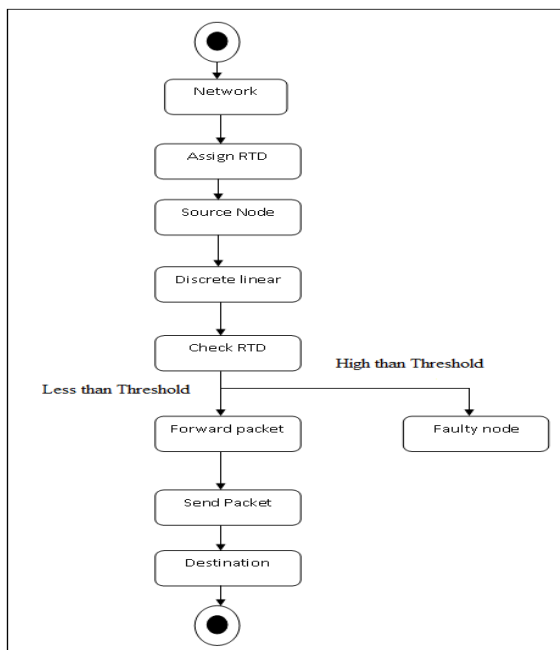 Network
Assign RTD
Source Node
Discrete linear
Check RTD
High than Threshold
Less than Threshold
Forward packet
Faulty node
Send Packet
Destination